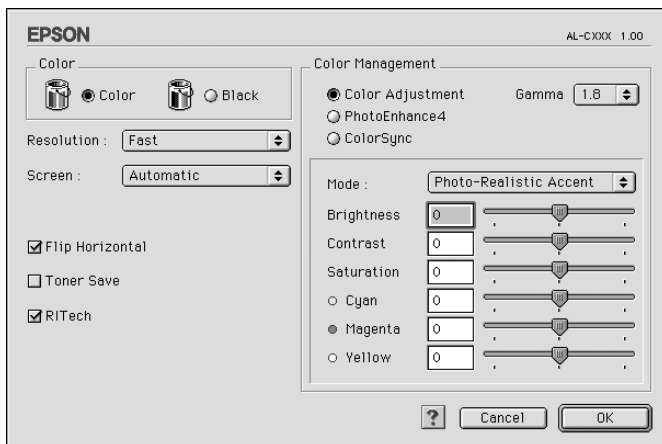 EPSON
AL-CXXX 1.00
Color
Color
Black
Resolution :
Fast
Screen :
Automatic
Flip Horizontal
Toner Save
RITech
Color Management
Color Adjustment
Gamma
1.8
PhotoEnhance4
ColorSync
Mode :
Photo-Realistic Accent
Brightness
0
Contrast
0
Saturation
0
Cyan
0
Magenta
0
Yellow
0
?
Cancel
OK